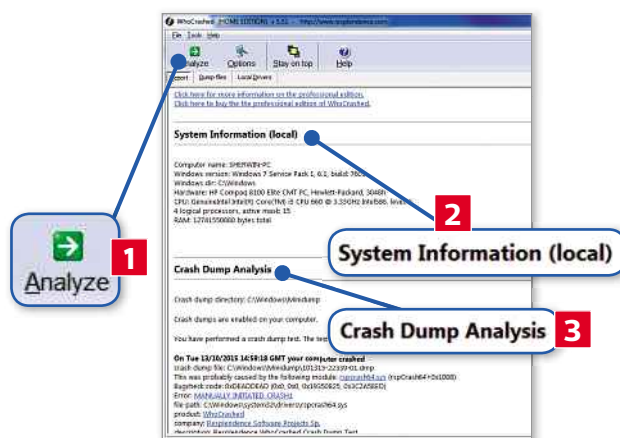 WhoCrashed (HOME EDITION) v 5.51 - http://www.resplendence.com
File Tools Help
Analyze Options Stay on top Help
Report Dump files Local Drivers
Click here for more information on the professional edition.
Click here to buy the the professional edition of WhoCrashed.
System Information (local)
Computer name: SHERWIN-PC
Windows version: Windows 7 Service Pack 1, 6.1, build: 760
Windows dir: C:\Windows
Hardware: HP Compaq 8100 Elite CMT PC, Hewlett-Packard, 3048h
CPU: GenuineIntel Intel(R) Core(TM) i5 CPU 660 @ 3.33GHz Intel586, level:
4 logical processors, active mask: 15
RAM: total
2
System Information (local)
1
Analyze
Crash Dump Analysis
Crash dump directory: C:\Windows\Minidump
Crash dumps are enabled on your computer.
You have performed a crash dump test. The tes
3
Crash Dump Analysis
On Tue 13/10/2015 14:59:18 GMT your computer crashed
crash dump file: C:\Windows\Minidump\101315-22339-01.dmp
This was probably caused by the following module: rspcrash64.sys (rspCrash64+0x1008)
Bugcheck code: 0xDEADDEAD (0x0, 0x0,
Error: MANUALLY_INITIATED_CRASH1
file path: C:\Windows\system32\drivers\rspcrash64.sys
product: WhoCrashed
company: Resplendence Software Projects Sp.
description: Resplendence WhoCrashed Crash Dump Test